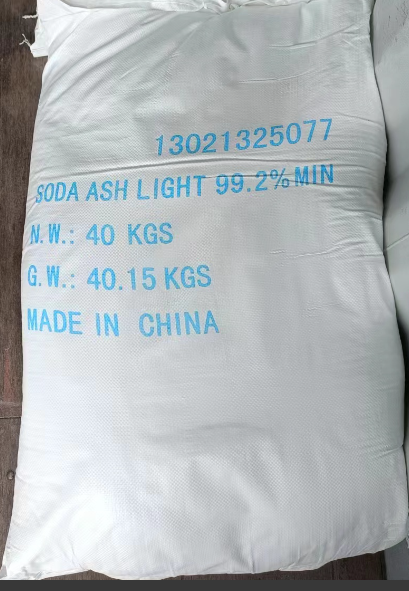 13021325077
SODA ASH LIGHT 99.2% MIN
N.W.: 40 KGS
G.W.: 40.15 KGS
MADE IN CHINA